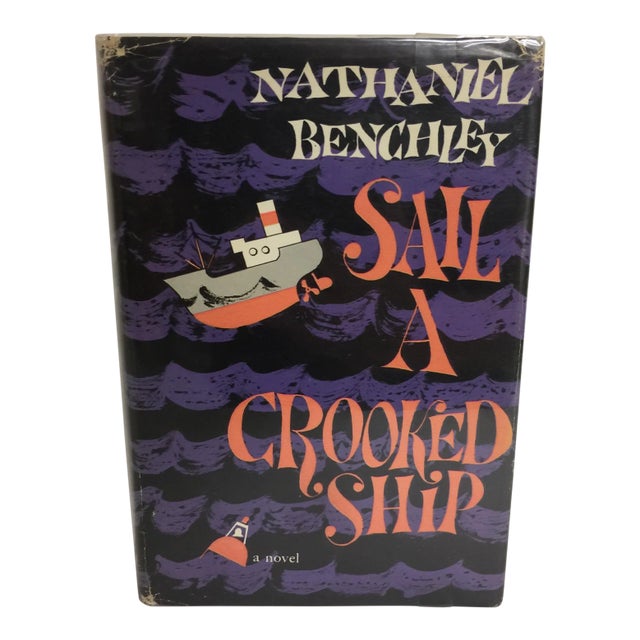 NATHANIEL
BENCHLEY
SAIL
A
CROOKED
SHiP
a novel